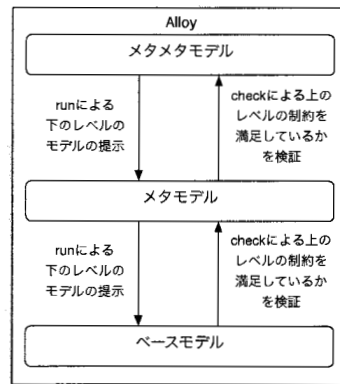 Alloy
メタメタモデル
runによる
下のレベルの
モデルの提示
checkによる上の
レベルの制約を
満足しているか
を検証
メタモデル
runによる
下のレベルの
モデルの提示
checkによる上の
レベルの制約を
満足しているか
を検証
ベースモデル